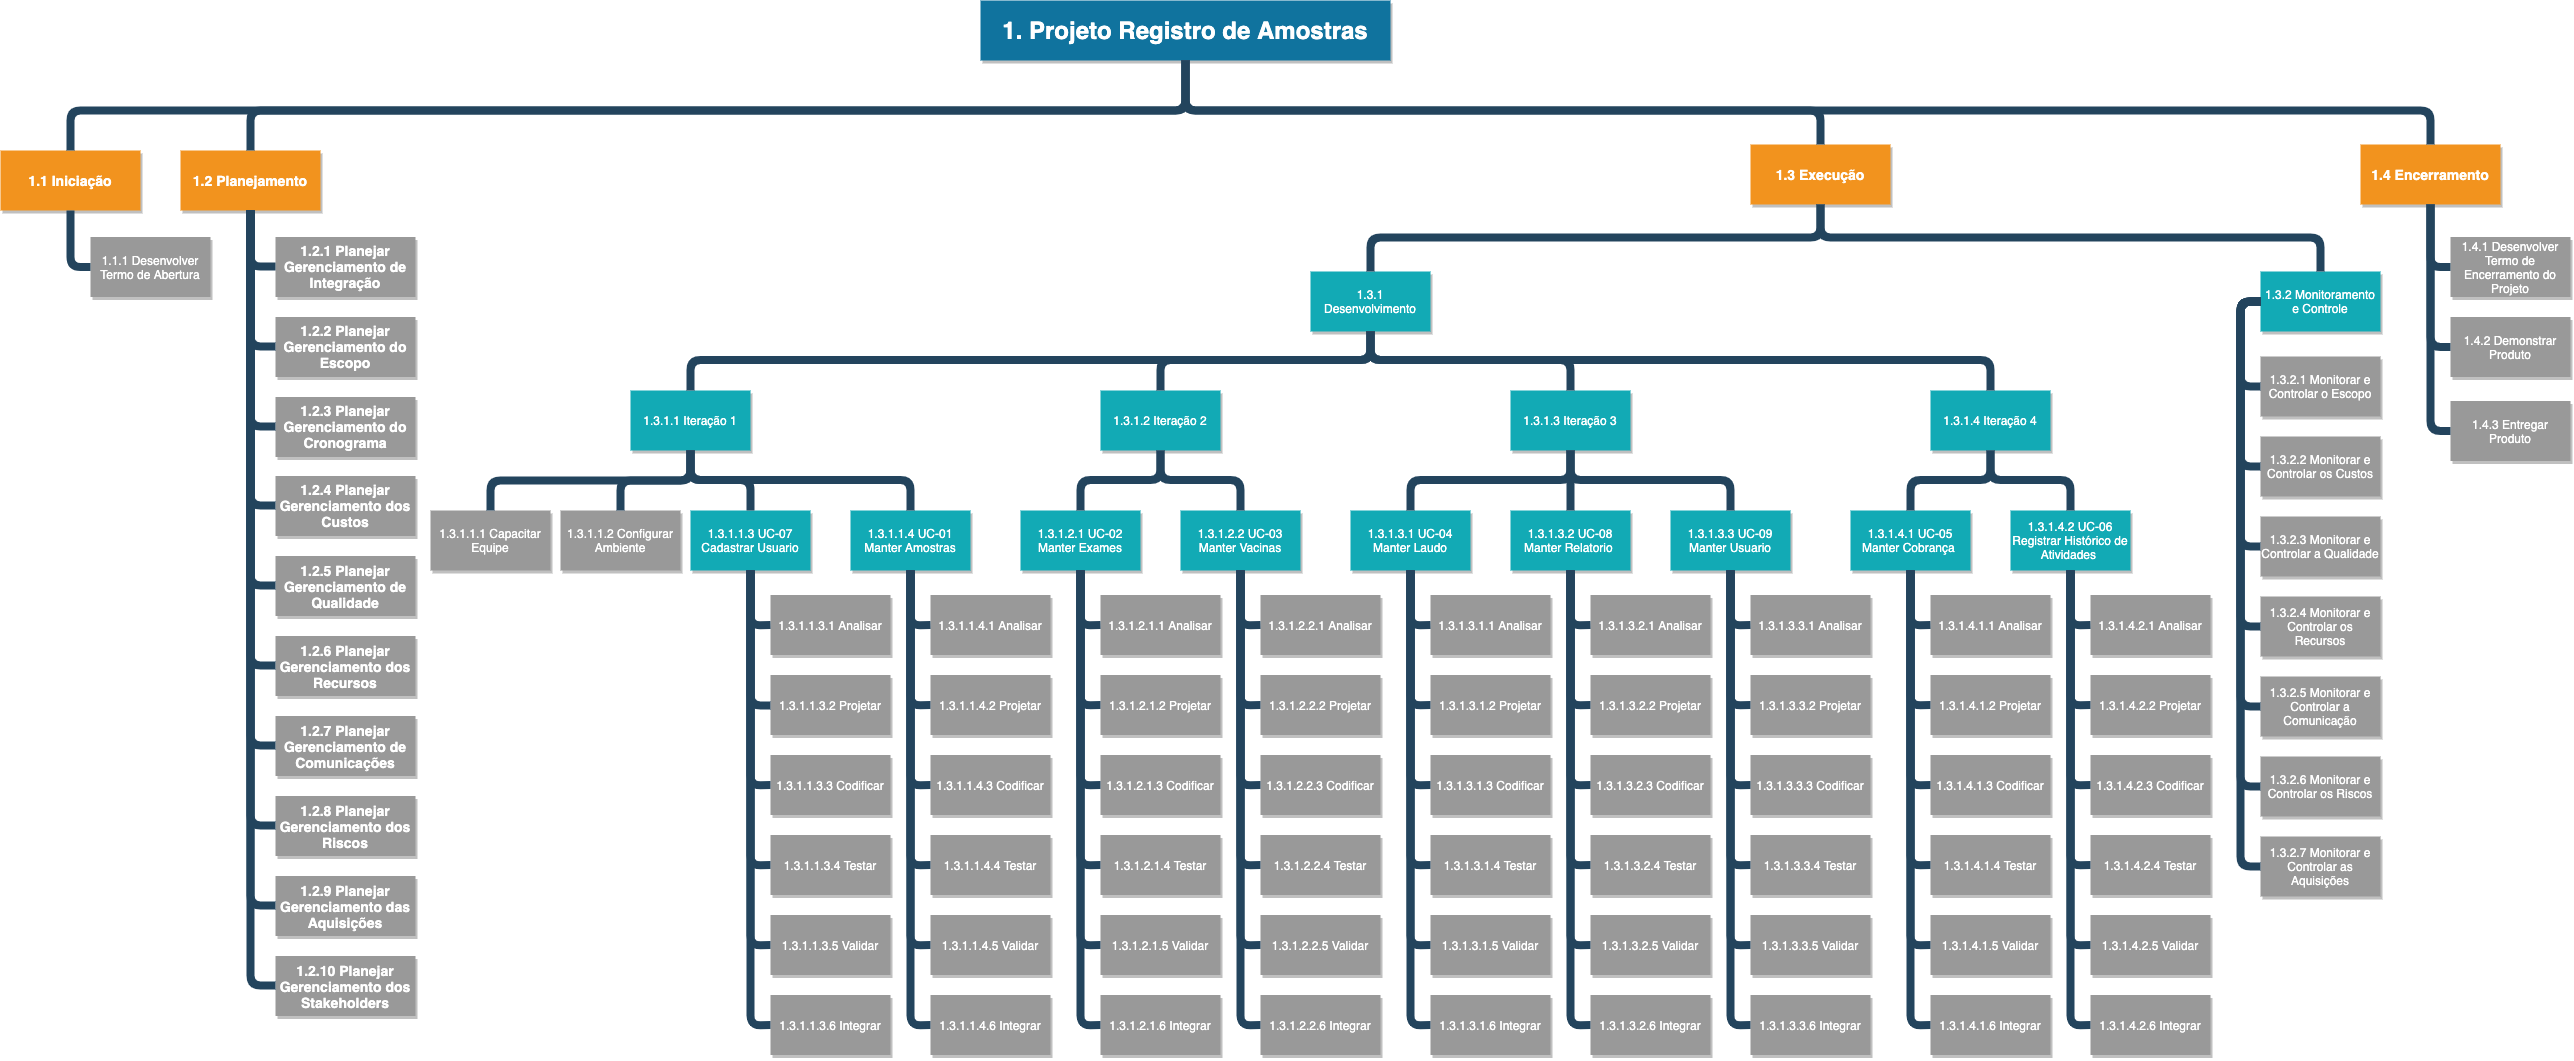 1. Projeto Registro de Amostras
1.1 Iniciação
1.1.1 Desenvolver
Termo de Abertura
1.2 Planejamento
1.2.1 Planejar
Gerenciamento de
Integração
1.2.2 Planejar
Gerenciamento do
Escopo
1.2.3 Planejar
Gerenciamento do
Cronograma
1.2.4 Planejar
Gerenciamento dos
Custos
1.2.5 Planejar
Gerenciamento de
Qualidade
1.2.6 Planejar
Gerenciamento dos
Recursos
1.2.7 Planejar
Gerenciamento de
Comunicações
1.2.8 Planejar
Gerenciamento dos
Riscos
1.2.9 Planejar
Gerenciamento das
Aquisições
1.2.10 Planejar
Gerenciamento dos
Stakeholders
1.3 Execução
1.3.1
Desenvolvimento
1.3.1.1 Iteração 1
1.3.1.1.1 Capacitar
Equipe
1.3.1.1.2 Configurar
Ambiente
1.3.1.1.3 UC-07
Cadastrar Usuario
1.3.1.1.3.1 Analisar
1.3.1.1.3.2 Projetar
1.3.1.1.3.3 Codificar
1.3.1.1.3.4 Testar
1.3.1.1.3.5 Validar
1.3.1.1.3.6 Integrar
1.3.1.1.4 UC-01
Manter Amostras
1.3.1.1.4.1 Analisar
1.3.1.1.4.2 Projetar
1.3.1.1.4.3 Codificar
1.3.1.1.4.4 Testar
1.3.1.1.4.5 Validar
1.3.1.1.4.6 Integrar
1.3.1.2 Iteração 2
1.3.1.2.1 UC-02
Manter Exames
1.3.1.2.1.1 Analisar
1.3.1.2.1.2 Projetar
1.3.1.2.1.3 Codificar
1.3.1.2.1.4 Testar
1.3.1.2.1.5 Validar
1.3.1.2.1.6 Integrar
1.3.1.2.2 UC-03
Manter Vacinas
1.3.1.2.2.1 Analisar
1.3.1.2.2.2 Projetar
1.3.1.2.2.3 Codificar
1.3.1.2.2.4 Testar
1.3.1.2.2.5 Validar
1.3.1.2.2.6 Integrar
1.3.1.3 Iteração 3
1.3.1.3.1 UC-04
Manter Laudo
1.3.1.3.1.1 Analisar
1.3.1.3.1.2 Projetar
1.3.1.3.1.3 Codificar
1.3.1.3.1.4 Testar
1.3.1.3.1.5 Validar
1.3.1.3.1.6 Integrar
1.3.1.3.2 UC-08
Manter Relatorio
1.3.1.3.2.1 Analisar
1.3.1.3.2.2 Projetar
1.3.1.3.2.3 Codificar
1.3.1.3.2.4 Testar
1.3.1.3.2.5 Validar
1.3.1.3.2.6 Integrar
1.3.1.3.3 UC-09
Manter Usuario
1.3.1.3.3.1 Analisar
1.3.1.3.3.2 Projetar
1.3.1.3.3.3 Codificar
1.3.1.3.3.4 Testar
1.3.1.3.3.5 Validar
1.3.1.3.3.6 Integrar
1.3.1.4 Iteração 4
1.3.1.4.1 UC-05
Manter Cobrança
1.3.1.4.1.1 Analisar
1.3.1.4.1.2 Projetar
1.3.1.4.1.3 Codificar
1.3.1.4.1.4 Testar
1.3.1.4.1.5 Validar
1.3.1.4.1.6 Integrar
1.3.1.4.2 UC-06
Registrar Histórico de
Atividades
1.3.1.4.2.1 Analisar
1.3.1.4.2.2 Projetar
1.3.1.4.2.3 Codificar
1.3.1.4.2.4 Testar
1.3.1.4.2.5 Validar
1.3.1.4.2.6 Integrar
1.3.2 Monitoramento
e Controle
1.3.2.1 Monitorar e
Controlar o Escopo
1.3.2.2 Monitorar e
Controlar os Custos
1.3.2.3 Monitorar e
Controlar a Qualidade
1.3.2.4 Monitorar e
Controlar os
Recursos
1.3.2.5 Monitorar e
Controlar a
Comunicação
1.3.2.6 Monitorar e
Controlar os Riscos
1.3.2.7 Monitorar e
Controlar as
Aquisições
1.4 Encerramento
1.4.1 Desenvolver
Termo de
Encerramento do
Projeto
1.4.2 Demonstrar
Produto
1.4.3 Entregar
Produto